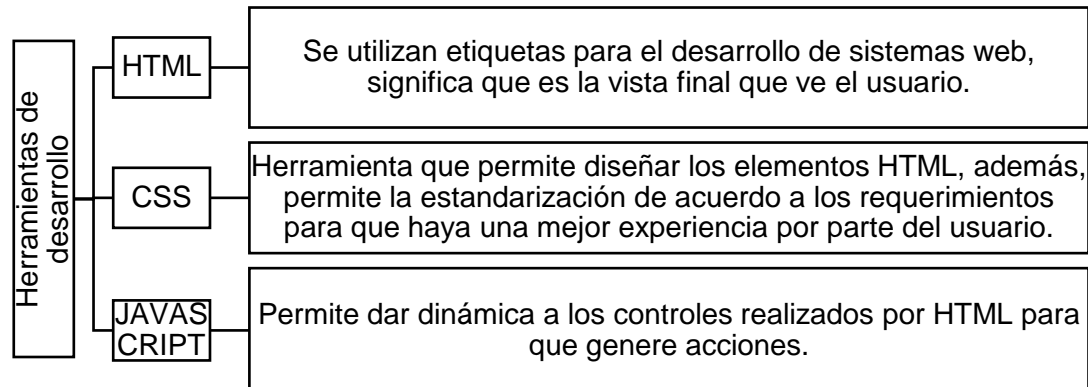 Herramientas de
desarrollo
HTML
Se utilizan etiquetas para el desarrollo de sistemas web,
significa que es la vista final que ve el usuario.
CSS
Herramienta que permite diseñar los elementos HTML, además,
permite la estandarización de acuerdo a los requerimientos
para que haya una mejor experiencia por parte del usuario.
JAVAS
CRIPT
Permite dar dinámica a los controles realizados por HTML para
que genere acciones.